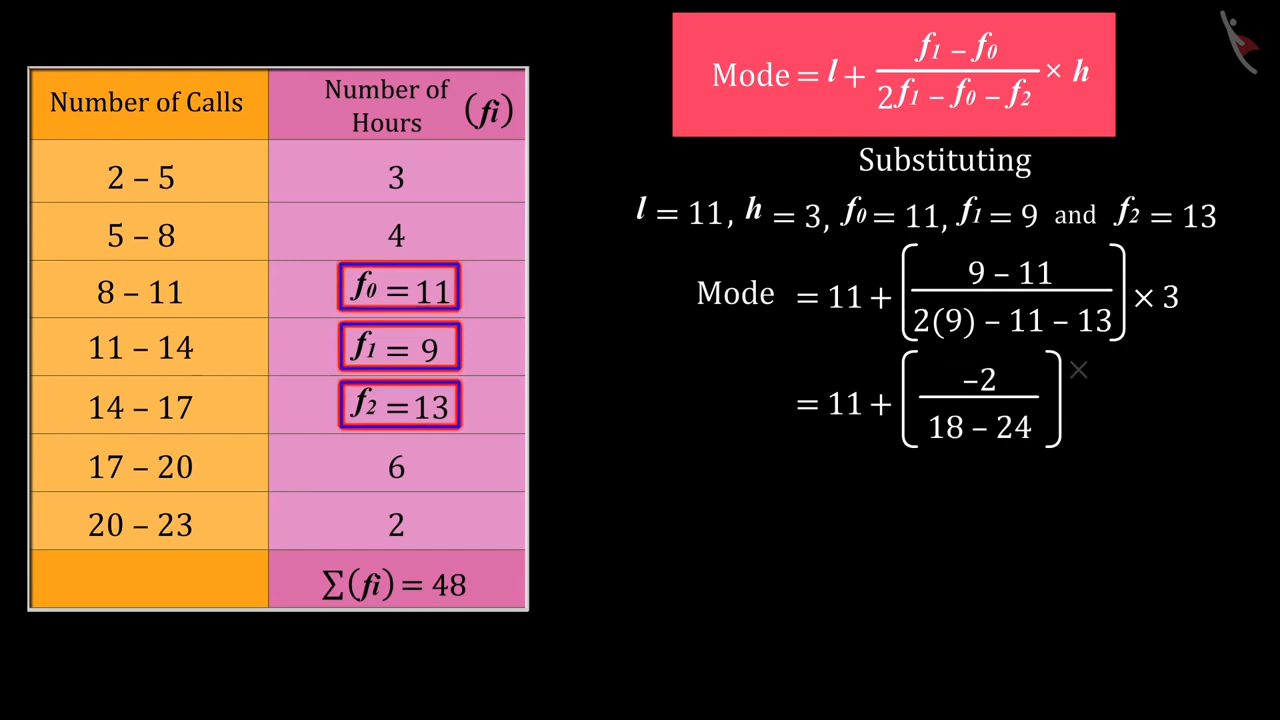 Number of Calls | Number of Hours (fi)
2 – 5 | 3
5 – 8 | 4
8 – 11 | f₀ = 11
11 – 14 | f₁ = 9
14 – 17 | f₂ = 13
17 – 20 | 6
20 – 23 | 2
∑(fi) = 48
Mode = l + (f₁ – f₀)/(2f₁ – f₀ – f₂) × h
Substituting
l = 11, h = 3, f₀ = 11, f₁ = 9 and f₂ = 13
Mode = 11 + [(9 – 11)/(2(9) – 11 – 13)] × 3
= 11 + [–2/(18 – 24)] ×